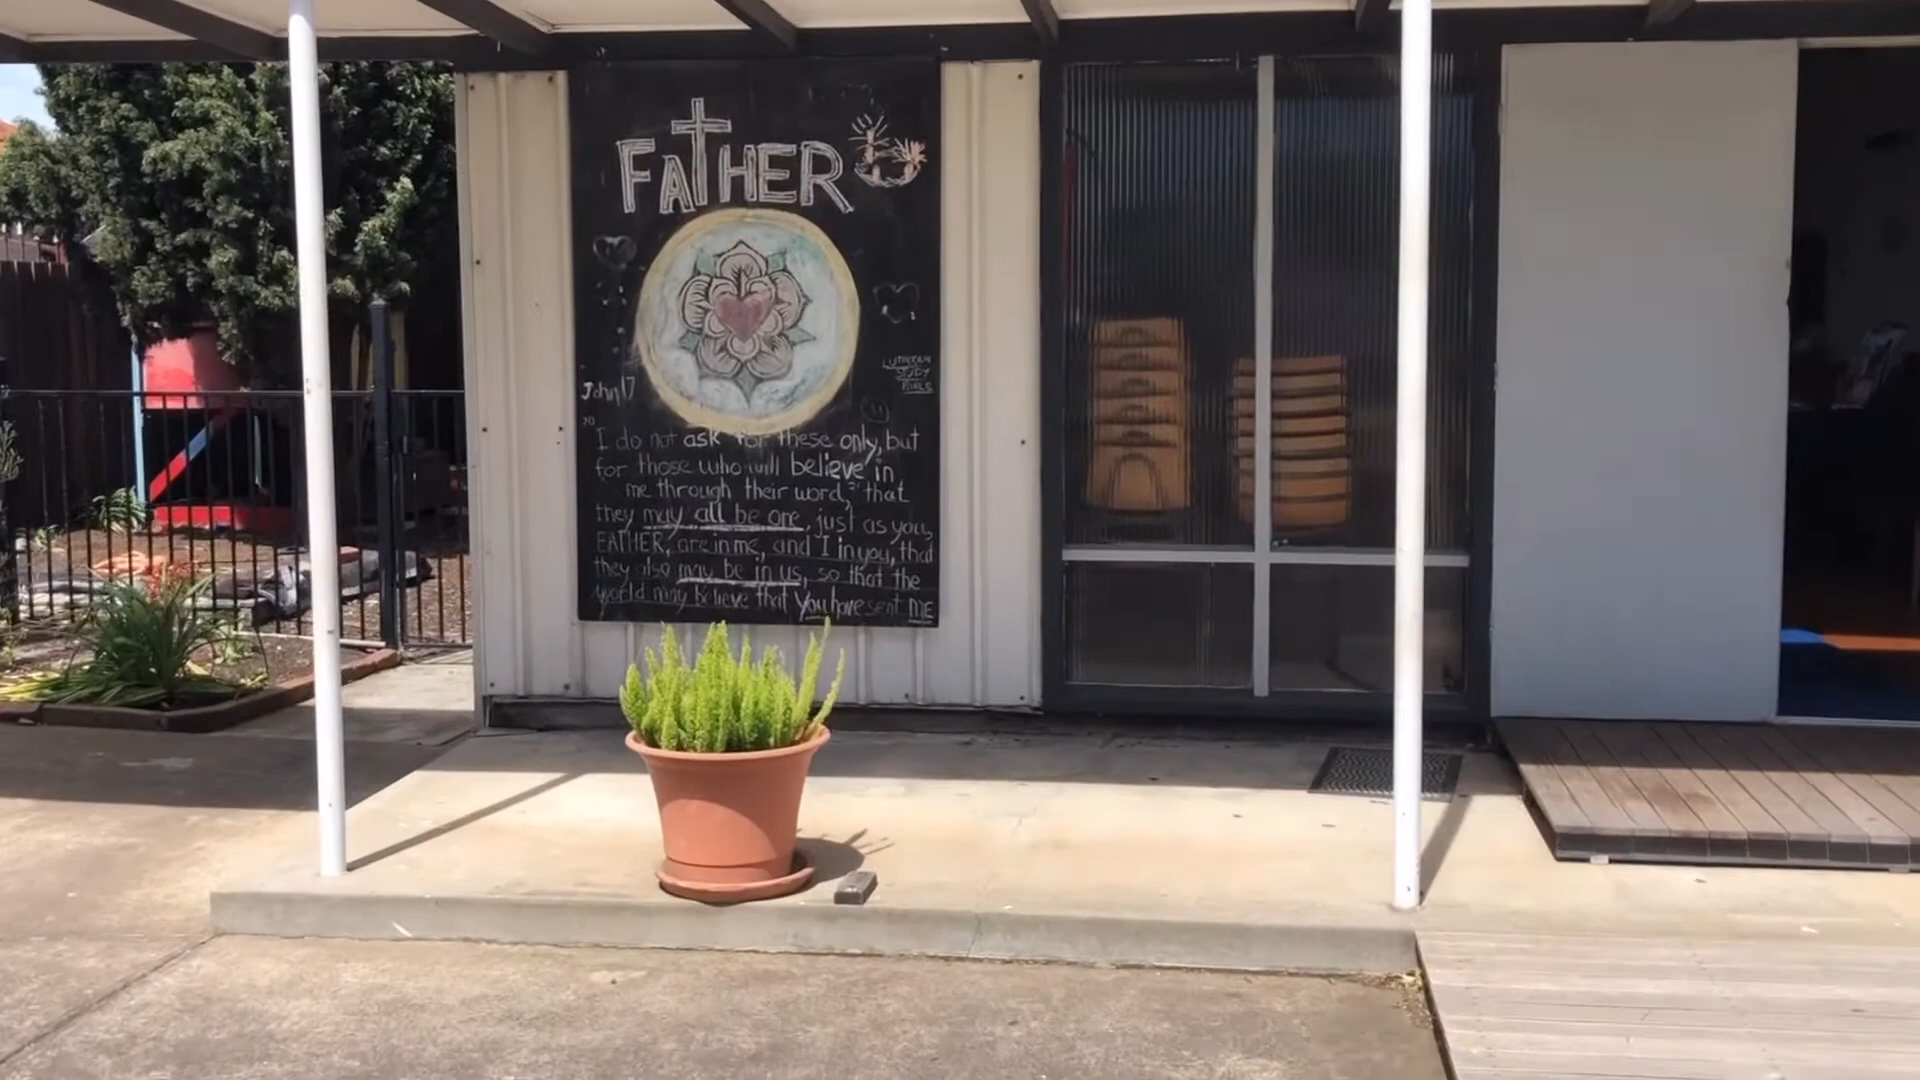 FATHER
LUTHERAN
STUDY
BIBLE
John 17
20
I do not ask for these only, but
for those who will believe in
me through their word, 21 that
they may all be one, just as you,
FATHER, are in me, and I in you, that
they also may be in us, so that the
world may believe that you have sent ME